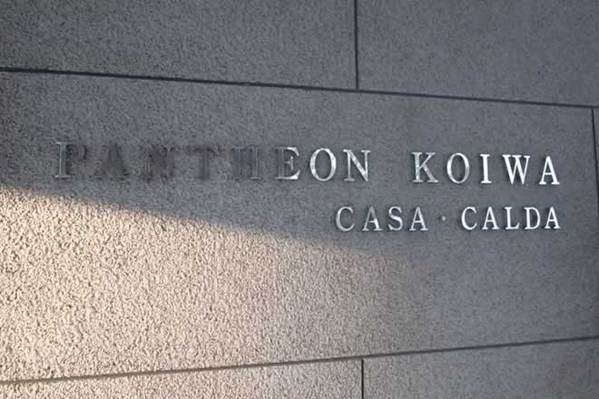 PANTHEON KOIWA
CASA · CALDA